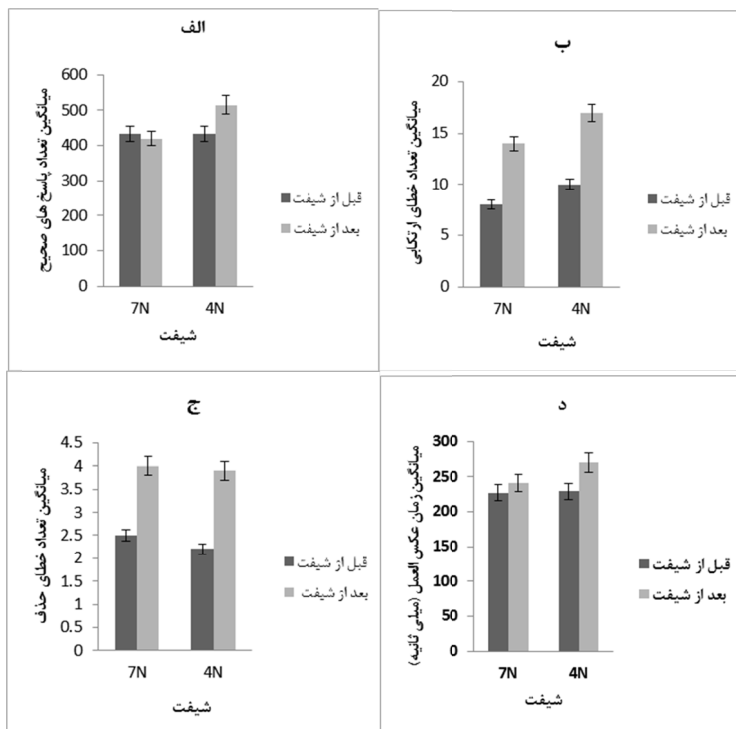 الف
میانگین تعداد پاسخ های صحیح
600
500
400
300
200
100
0
7N
4N
شیفت
قبل از شیفت
بعد از شیفت
ب
میانگین تعداد خطای ارتکابی
20
15
10
5
0
7N
4N
شیفت
قبل از شیفت
بعد از شیفت
ج
میانگین تعداد خطای حذف
4.5
4
3.5
3
2.5
2
1.5
1
0.5
0
7N
4N
شیفت
قبل از شیفت
بعد از شیفت
د
میانگین زمان عکس العمل (میلی ثانیه)
300
250
200
150
100
50
0
7N
4N
شیفت
قبل از شیفت
بعد از شیفت